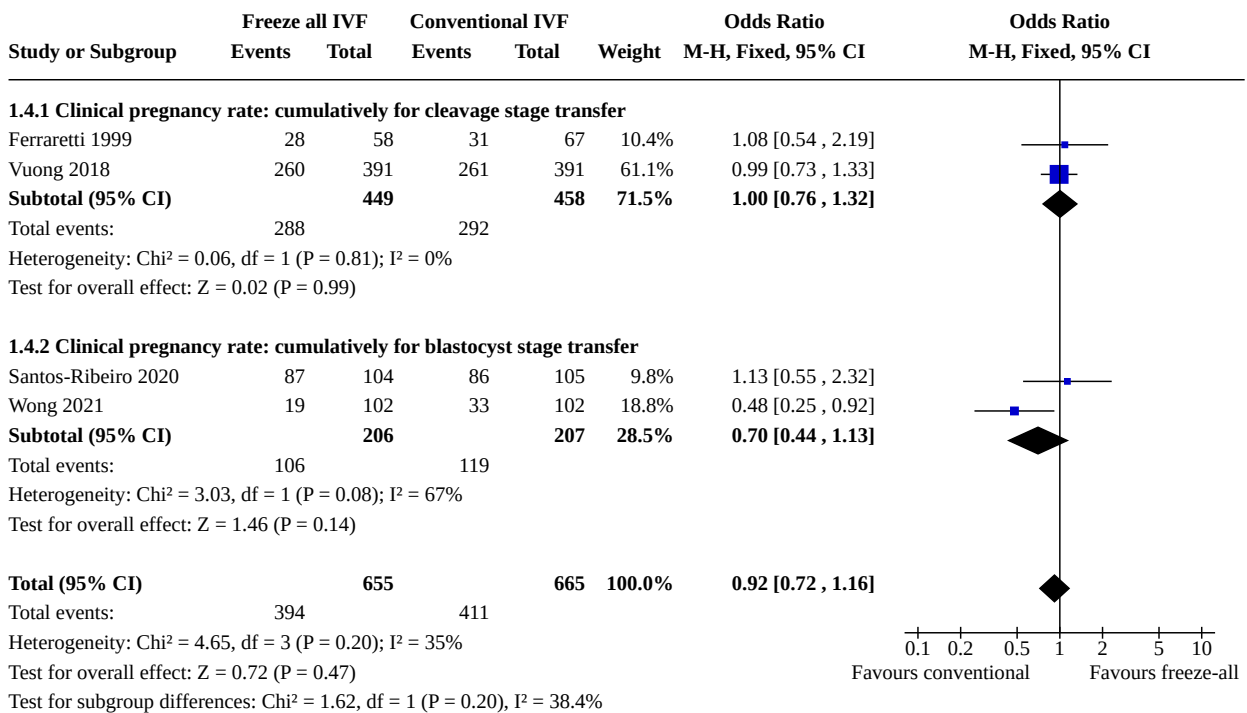 Freeze all IVF Conventional IVF Odds Ratio Odds Ratio
Study or Subgroup Events Total Events Total Weight M-H, Fixed, 95% CI M-H, Fixed, 95% CI
1.4.1 Clinical pregnancy rate: cumulatively for cleavage stage transfer
Ferraretti 1999 28 58 31 67 10.4% 1.08 [0.54 , 2.19]
Vuong 2018 260 391 261 391 61.1% 0.99 [0.73 , 1.33]
Subtotal (95% CI) 449 458 71.5% 1.00 [0.76 , 1.32]
Total events: 288 292
Heterogeneity: Chi² = 0.06, df = 1 (P = 0.81); I² = 0%
Test for overall effect: Z = 0.02 (P = 0.99)
1.4.2 Clinical pregnancy rate: cumulatively for blastocyst stage transfer
Santos-Ribeiro 2020 87 104 86 105 9.8% 1.13 [0.55 , 2.32]
Wong 2021 19 102 33 102 18.8% 0.48 [0.25 , 0.92]
Subtotal (95% CI) 206 207 28.5% 0.70 [0.44 , 1.13]
Total events: 106 119
Heterogeneity: Chi² = 3.03, df = 1 (P = 0.08); I² = 67%
Test for overall effect: Z = 1.46 (P = 0.14)
Total (95% CI) 655 665 100.0% 0.92 [0.72 , 1.16]
Total events: 394 411
Heterogeneity: Chi² = 4.65, df = 3 (P = 0.20); I² = 35%
0.1 0.2 0.5 1 2 5 10
Test for overall effect: Z = 0.72 (P = 0.47)
Favours conventional Favours freeze-all
Test for subgroup differences: Chi² = 1.62, df = 1 (P = 0.20), I² = 38.4%